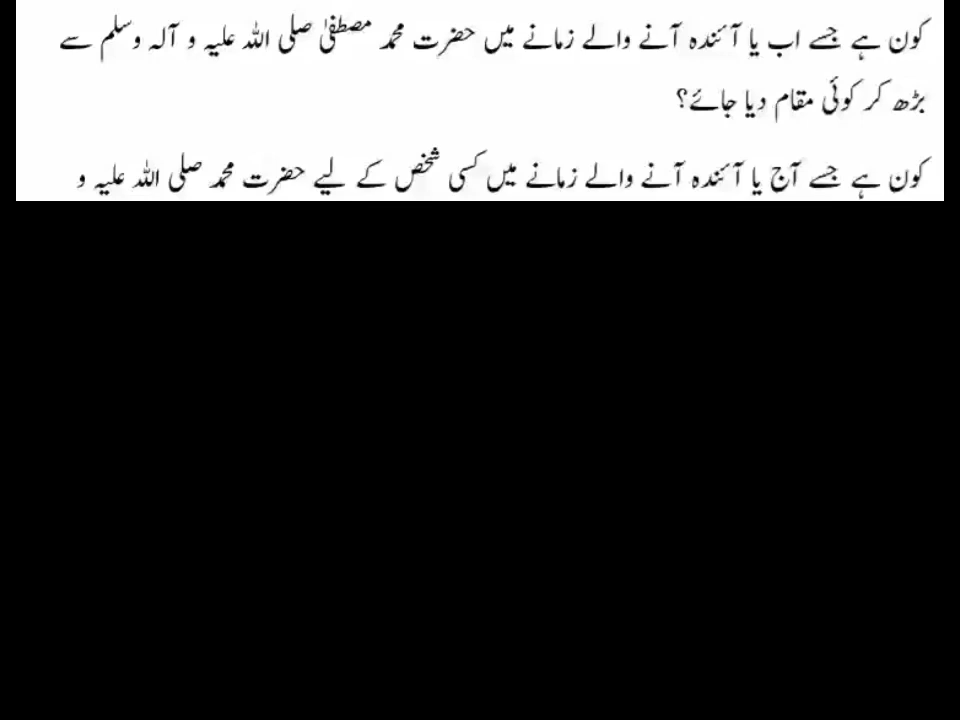 کون ہے جسے اب یا آئندہ آنے والے زمانے میں حضرت محمد مصطفیٰ صلی اللہ علیہ و آلہ وسلم سے
بڑھ کر کوئی مقام دیا جائے؟
کون ہے جسے آج یا آئندہ آنے والے زمانے میں کسی شخص کے لیے حضرت محمد صلی اللہ علیہ و